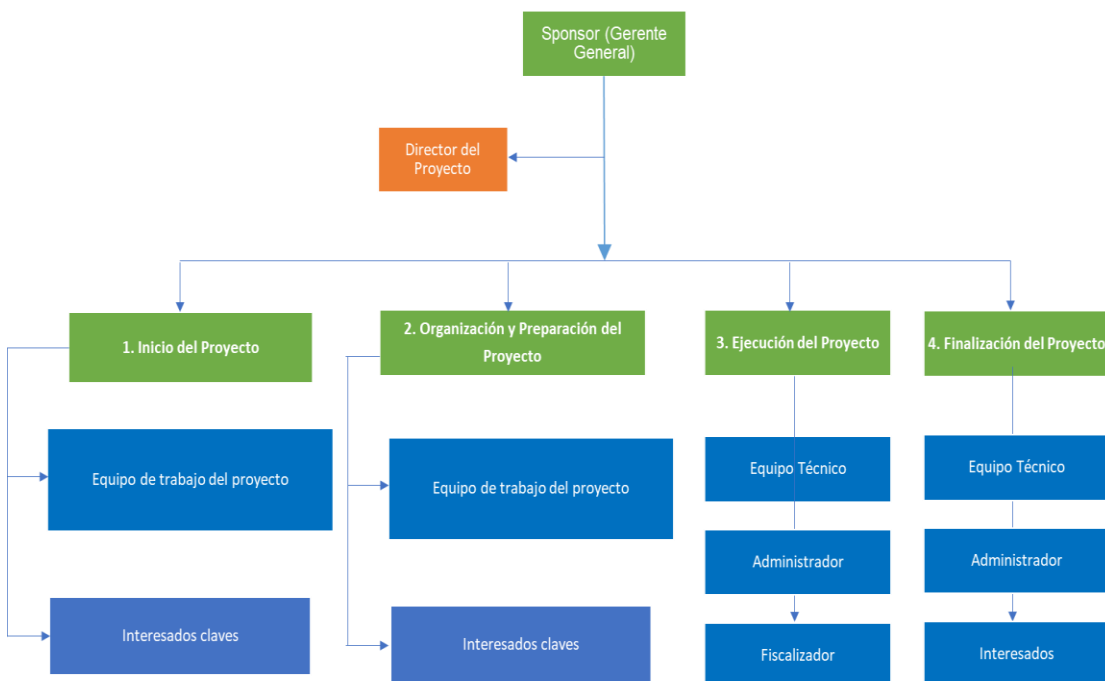 Sponsor (Gerente
General)
Director del
Proyecto
1. Inicio del Proyecto
2. Organización y Preparación del
Proyecto
3. Ejecución del Proyecto
4. Finalización del Proyecto
Equipo de trabajo del proyecto
Equipo de trabajo del proyecto
Equipo Técnico
Equipo Técnico
Administrador
Administrador
Interesados claves
Interesados claves
Fiscalizador
Interesados